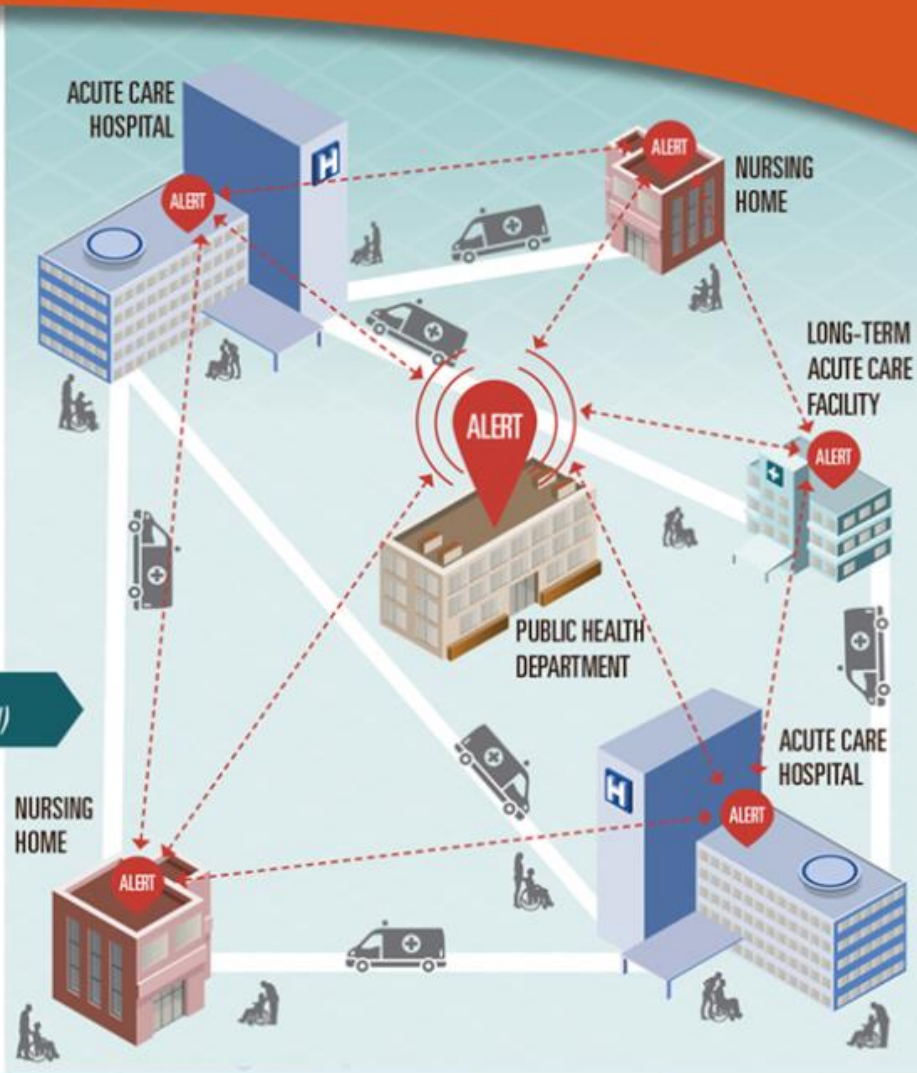 ACUTE CARE
HOSPITAL
H
ALERT
ALERT
NURSING
HOME
LONG-TERM
ACUTE CARE
FACILITY
ALERT
ALERT
PUBLIC HEALTH
DEPARTMENT
ACUTE CARE
HOSPITAL
H
ALERT
NURSING
HOME
ALERT